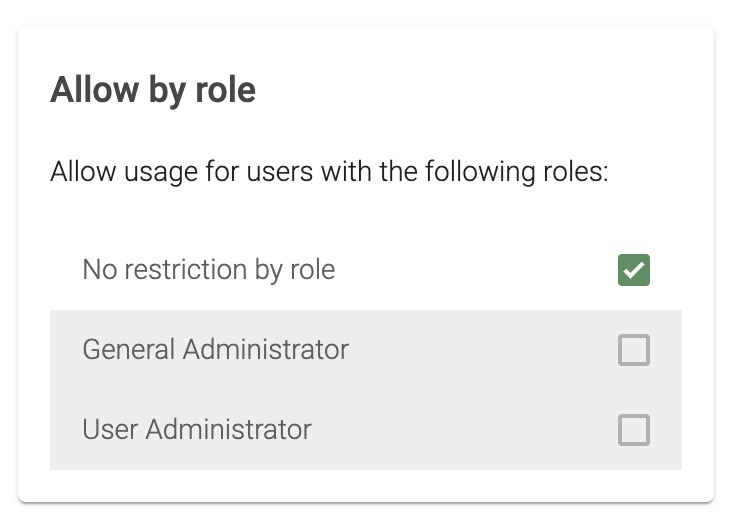 Allow by role
Allow usage for users with the following roles:
No restriction by role
General Administrator
User Administrator